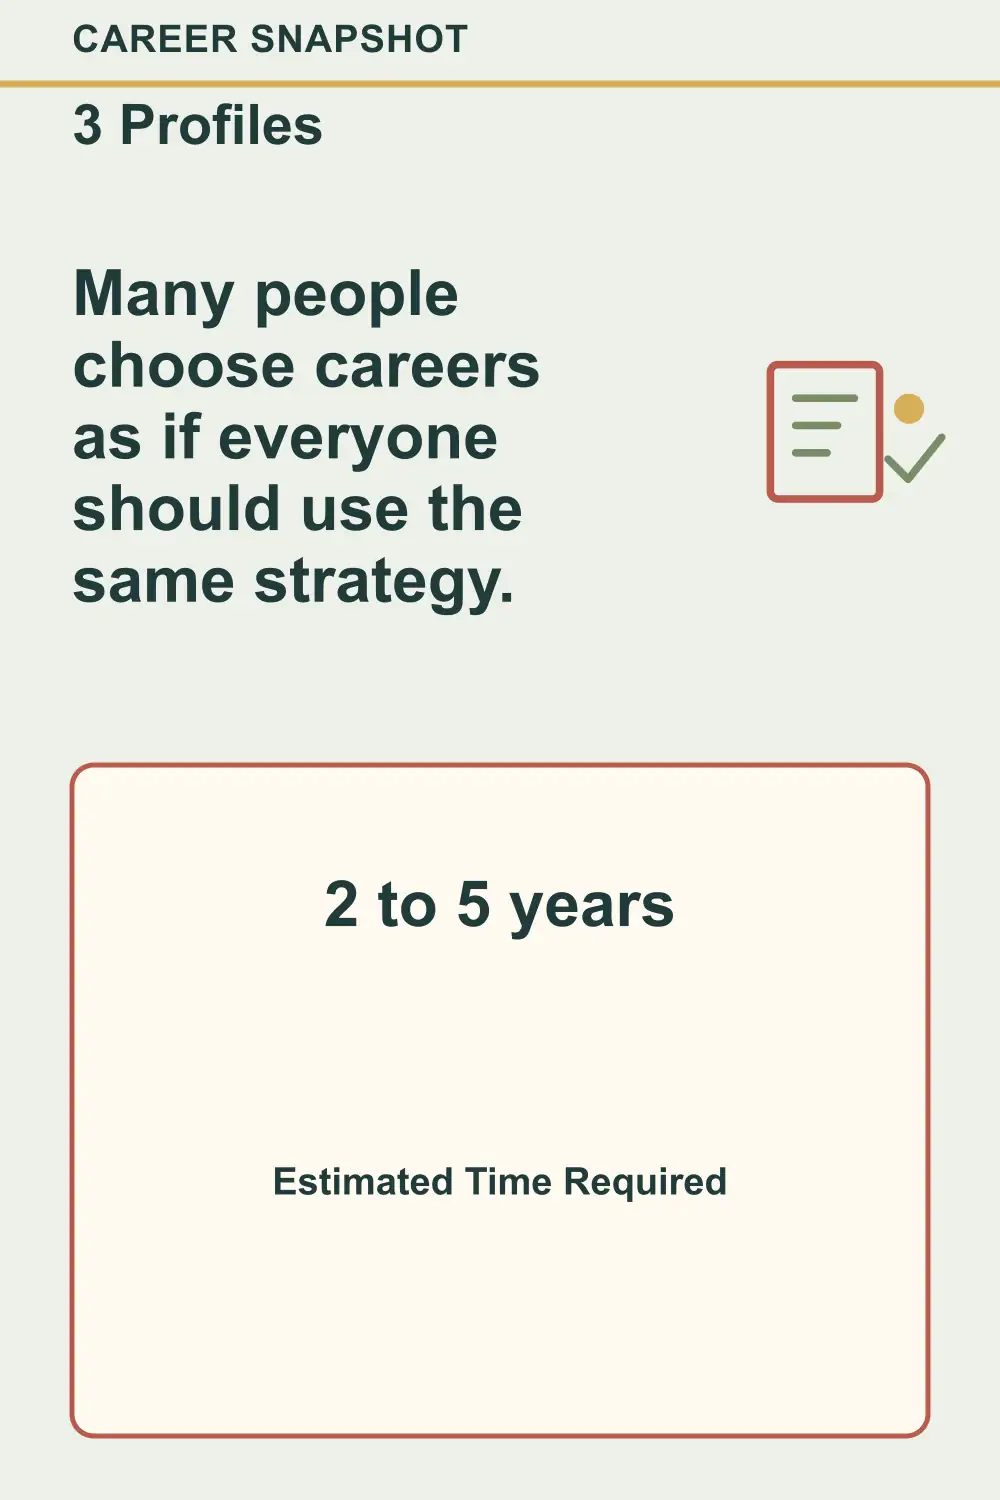 CAREER SNAPSHOT
3 Profiles
Many people
choose careers
as if everyone
should use the
same strategy.
2 to 5 years
Estimated Time Required